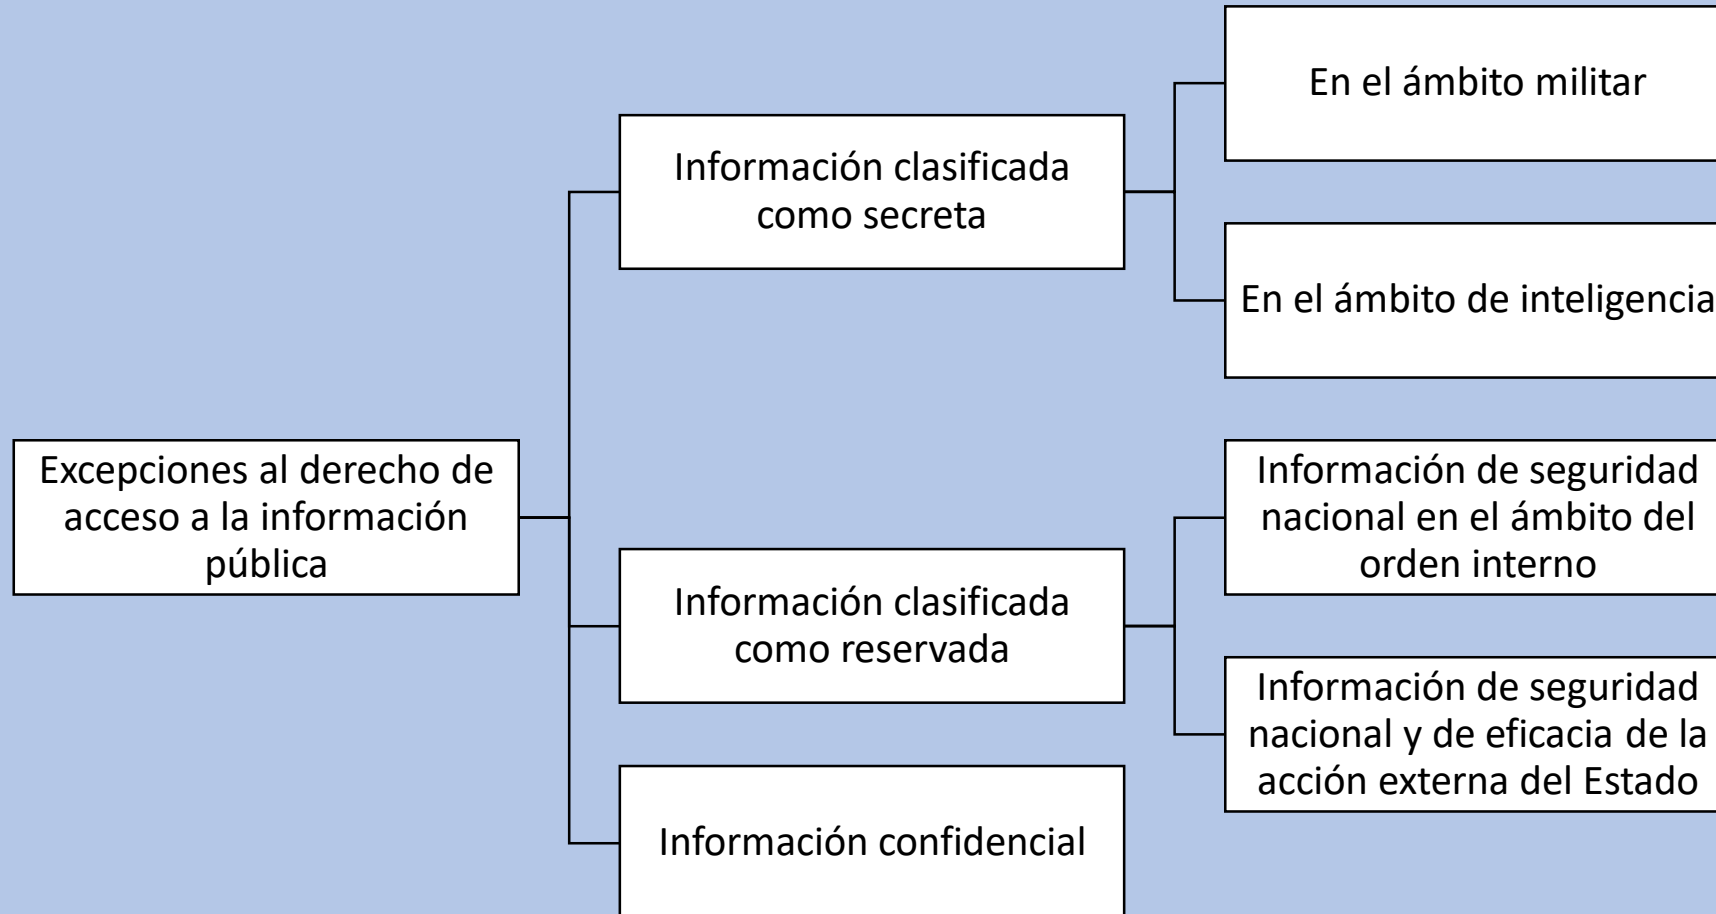 Excepciones al derecho de
acceso a la información
pública
Información clasificada
como secreta
En el ámbito militar
En el ámbito de inteligencia
Información clasificada
como reservada
Información de seguridad
nacional en el ámbito del
orden interno
Información de seguridad
nacional y de eficacia de la
acción externa del Estado
Información confidencial